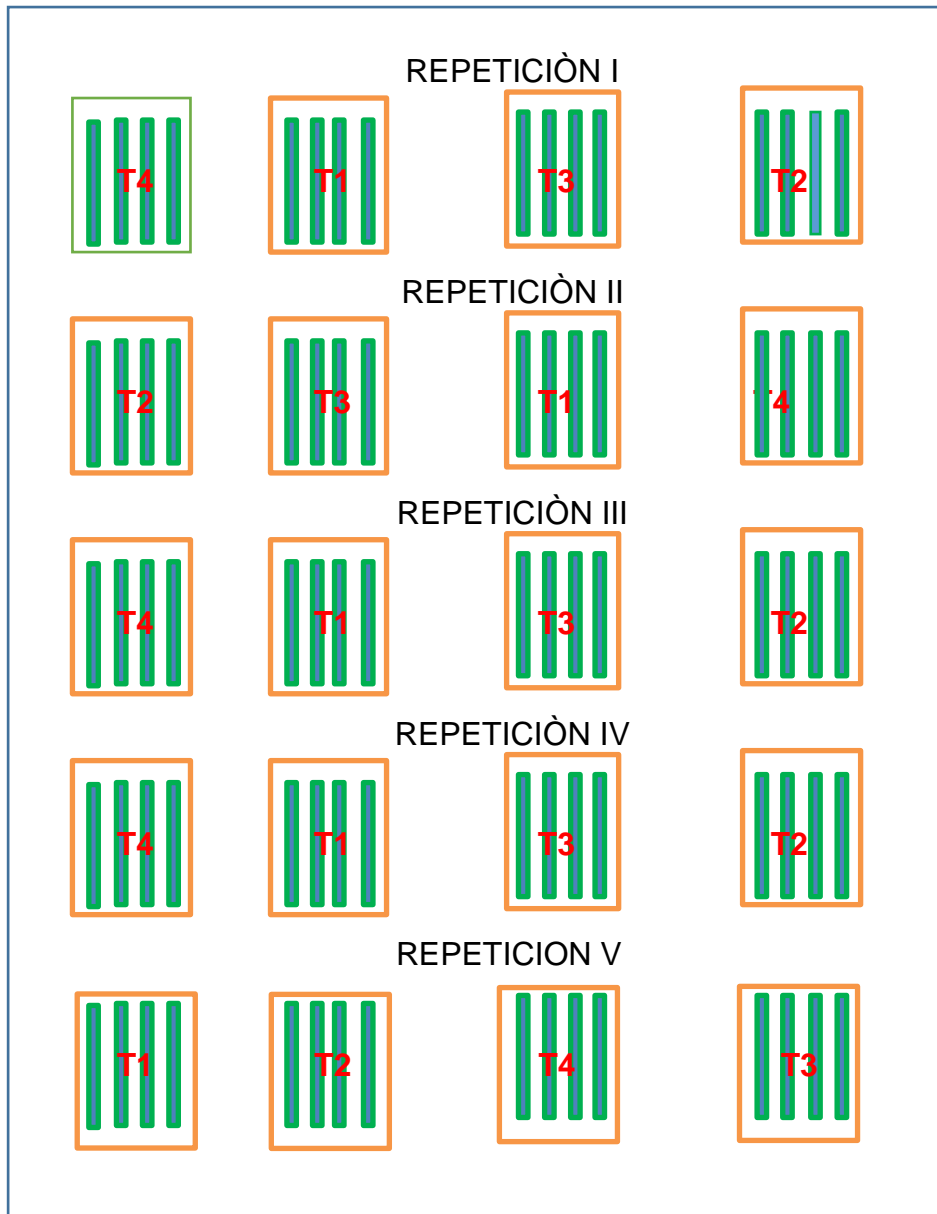 REPETICIÒN I
T4 T1 T3 T2
REPETICIÒN II
T2 T3 T1 T4
REPETICIÒN III
T4 T1 T3 T2
REPETICIÒN IV
T4 T1 T3 T2
REPETICION V
T1 T2 T4 T3